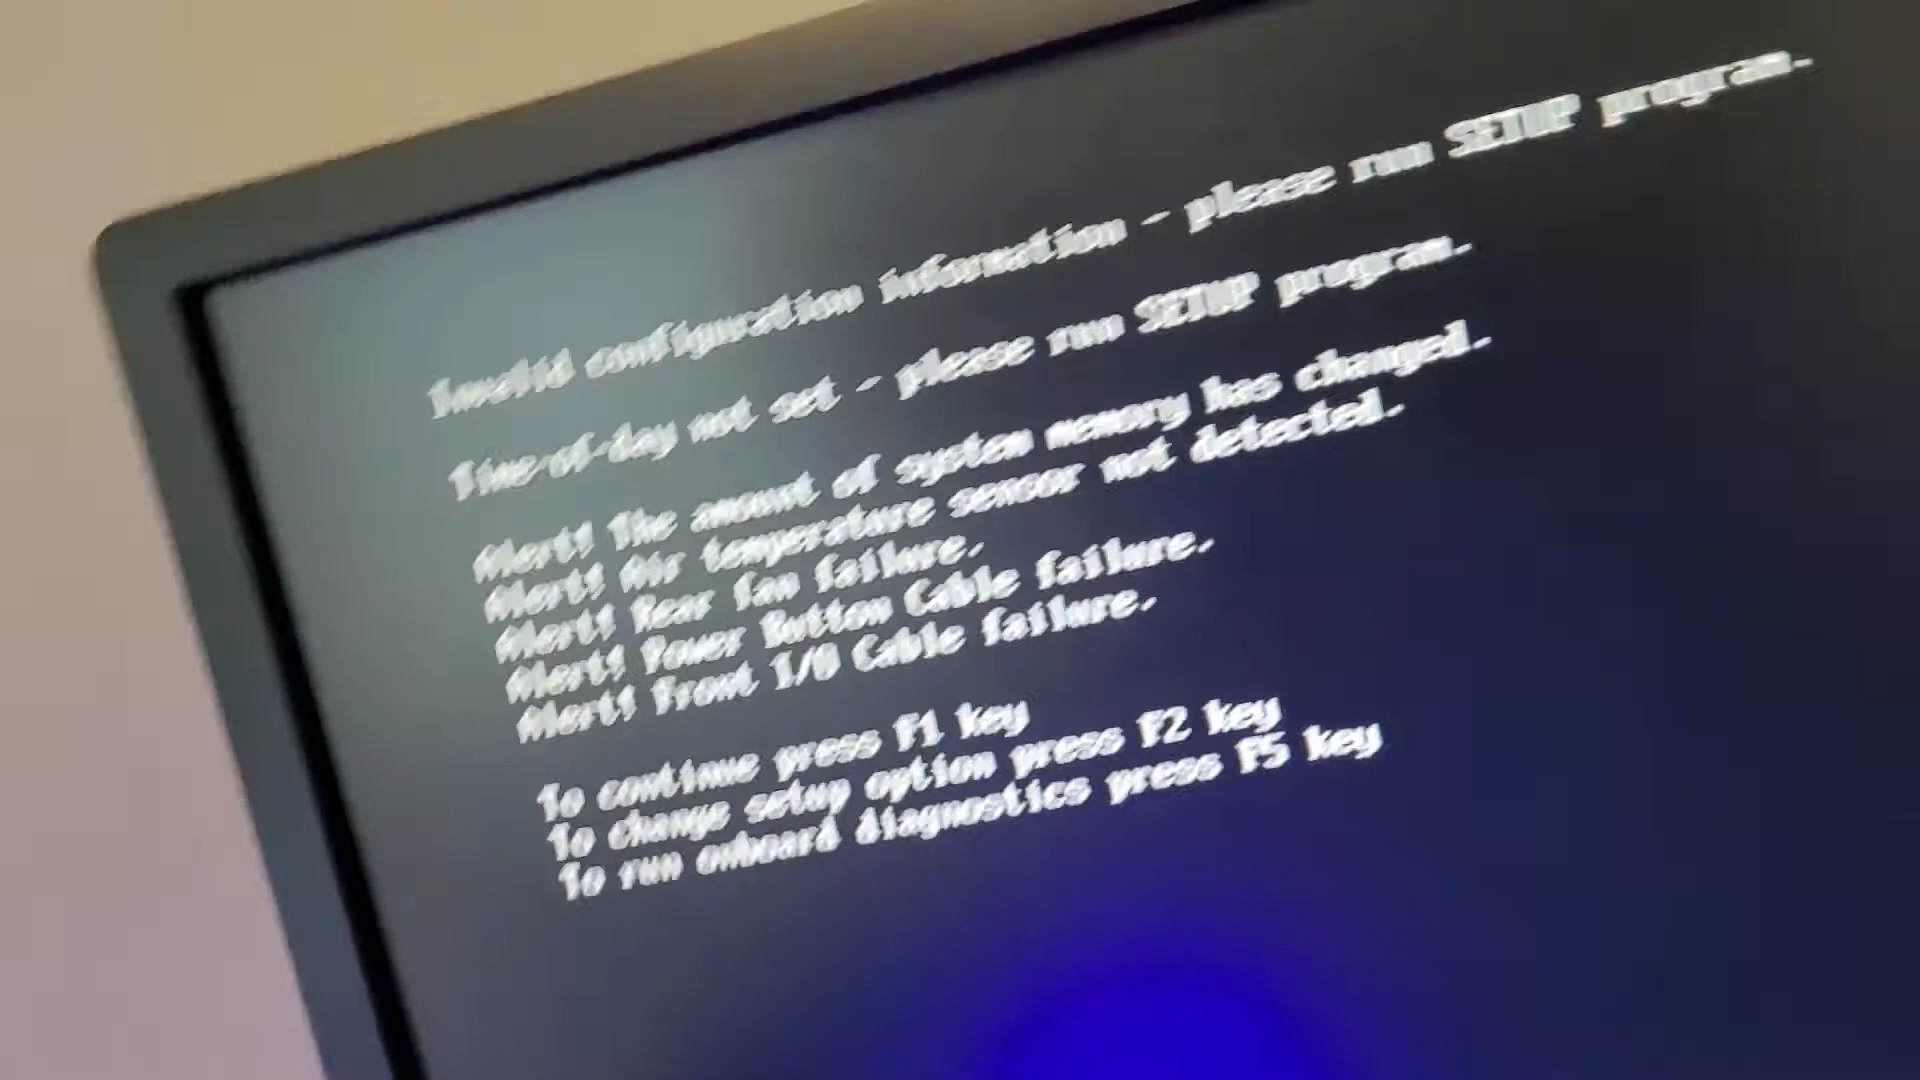 Invalid configuration information - please run SETUP program.
Time-of-day not set - please run SETUP program.
Alert! The amount of system memory has changed.
Alert! Air temperature sensor not detected.
Alert! Rear fan failure.
Alert! Power Button Cable failure.
Alert! Front I/O Cable failure.
To continue press F1 key
To change setup option press F2 key
To run onboard diagnostics press F5 key